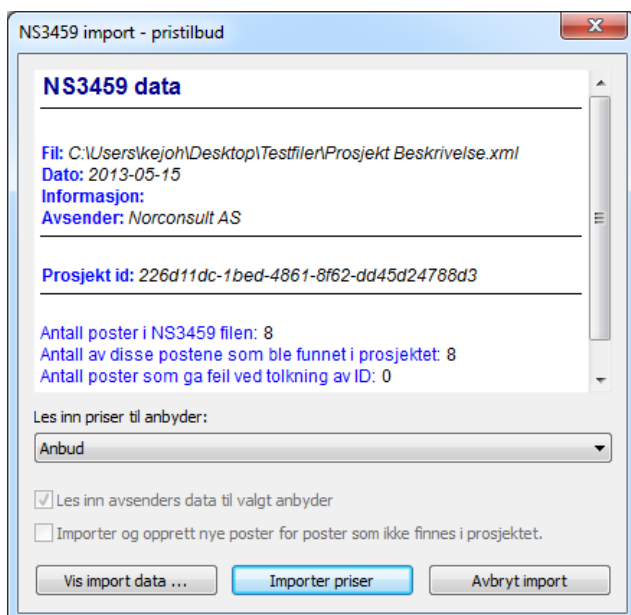 NS3459 import - pristilbud
NS3459 data
Fil: C:\Users\kejoh\Desktop\Testfiler\Prosjekt Beskrivelse.xml
Dato: 2013-05-15
Informasjon:
Avsender: Norconsult AS
Prosjekt id: 226d11dc-1bed-4861-8f62-dd45d24788d3
Antall poster i NS3459 filen: 8
Antall av disse postene som ble funnet i prosjektet: 8
Antall poster som ga feil ved tolkning av ID: 0
Les inn priser til anbyder:
Anbud
Les inn avsenders data til valgt anbyder
Importer og opprett nye poster for poster som ikke finnes i prosjektet.
Vis import data ... Importer priser Avbryt import